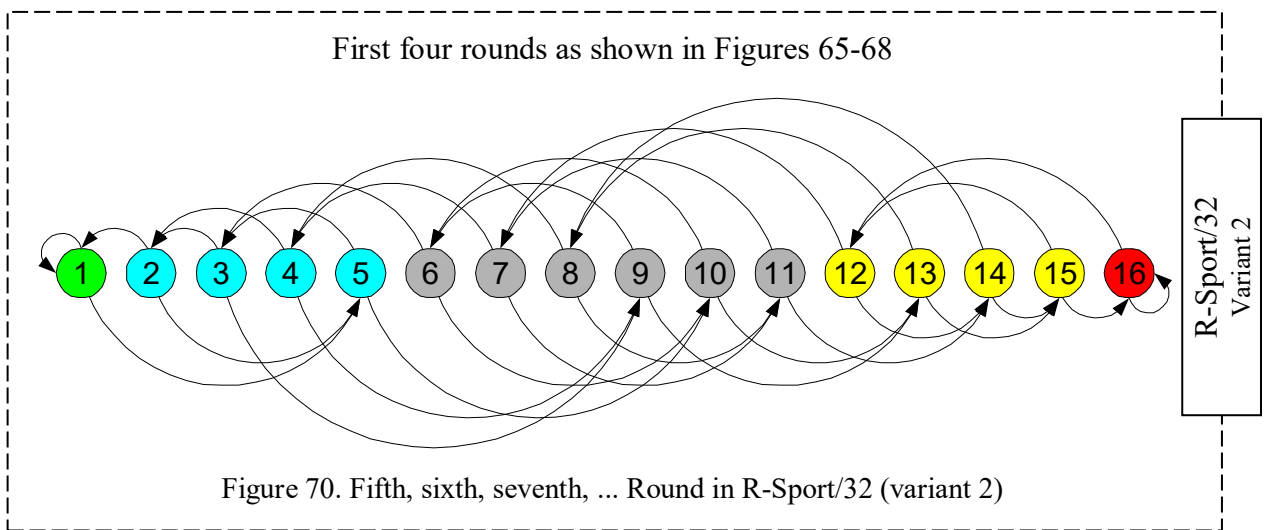 First four rounds as shown in Figures 65-68
1 2 3 4 5 6 7 8 9 10 11 12 13 14 15 16
R-Sport/32
Variant 2
Figure 70. Fifth, sixth, seventh, ... Round in R-Sport/32 (variant 2)